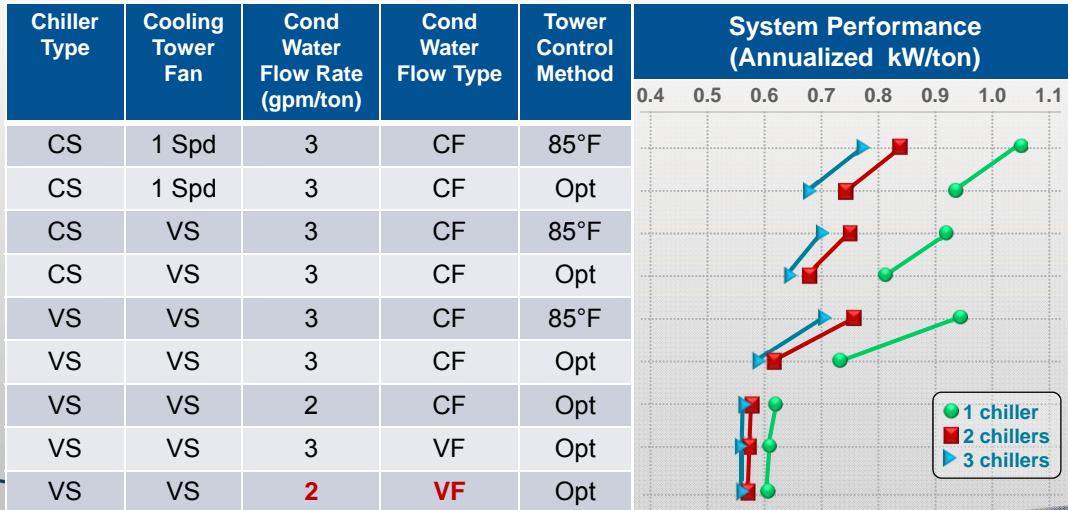 Chiller Type Cooling Tower Fan Cond Water Flow Rate (gpm/ton) Cond Water Flow Type Tower Control Method System Performance (Annualized kW/ton)
0.4 0.5 0.6 0.7 0.8 0.9 1.0 1.1
CS 1 Spd 3 CF 85°F
CS 1 Spd 3 CF Opt
CS VS 3 CF 85°F
CS VS 3 CF Opt
VS VS 3 CF 85°F
VS VS 3 CF Opt
VS VS 2 CF Opt
VS VS 3 VF Opt
VS VS 2 VF Opt
1 chiller
2 chillers
3 chillers